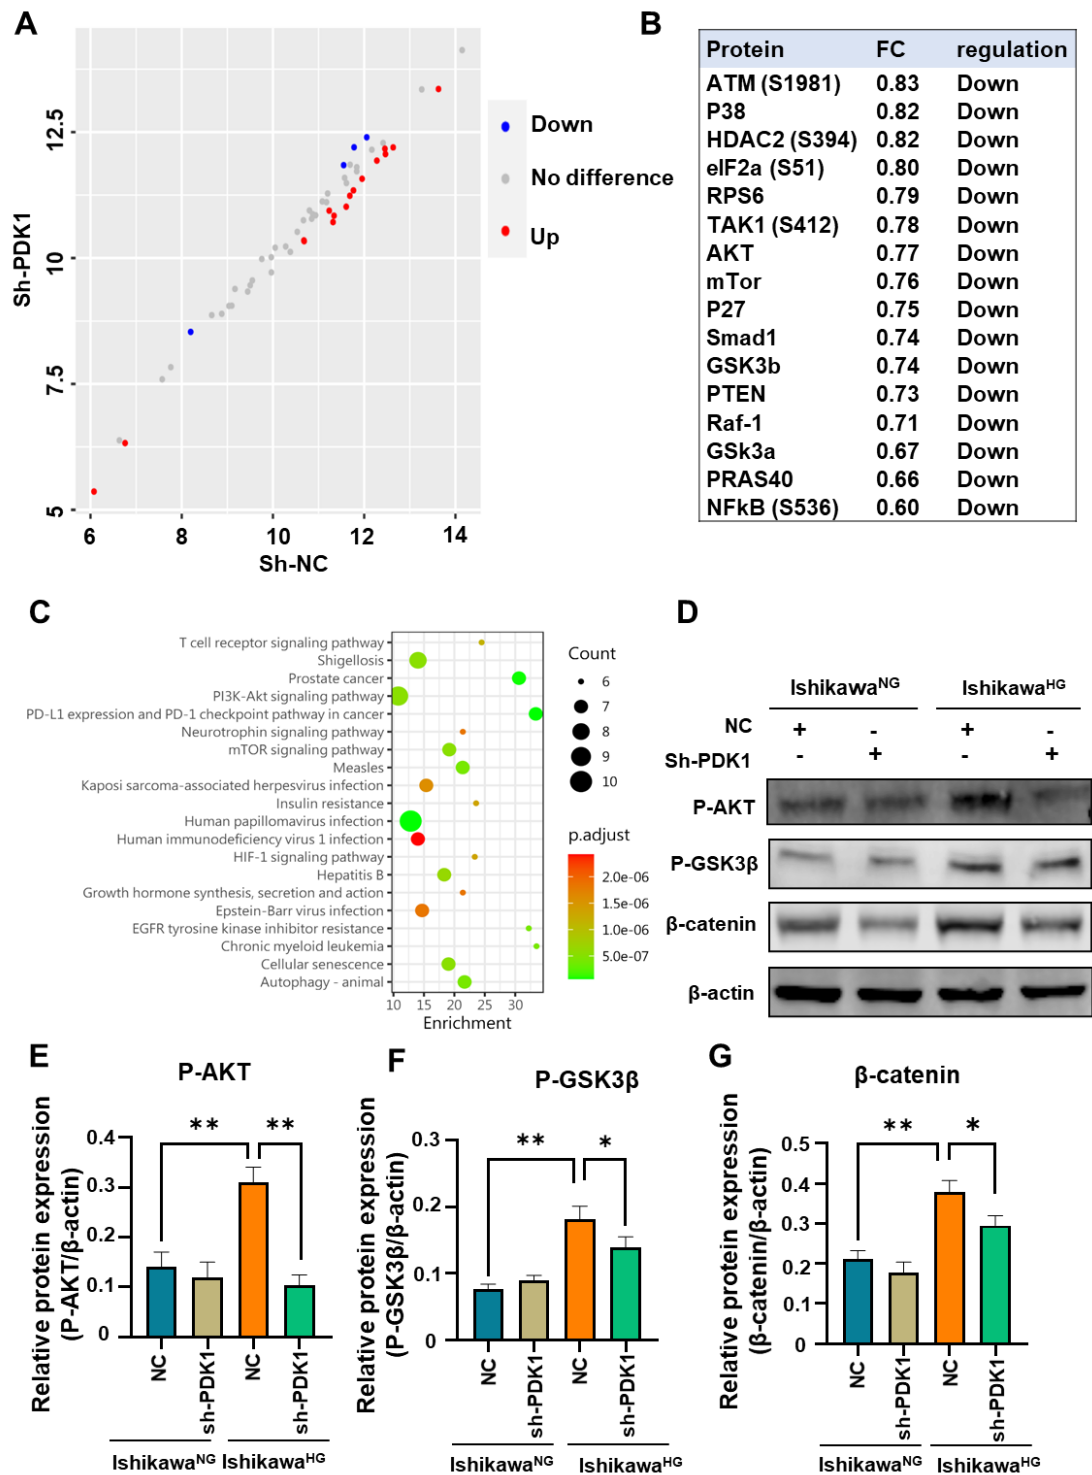 A
Sh-PDK1
12.5
10
7.5
5
6 8 10 12 14
Sh-NC
Down
No difference
Up
B
Protein FC regulation
ATM (S1981) 0.83 Down
P38 0.82 Down
HDAC2 (S394) 0.82 Down
eIF2a (S51) 0.80 Down
RPS6 0.79 Down
TAK1 (S412) 0.78 Down
AKT 0.77 Down
mTor 0.76 Down
P27 0.75 Down
Smad1 0.74 Down
GSK3b 0.74 Down
PTEN 0.73 Down
Raf-1 0.71 Down
GSk3a 0.67 Down
PRAS40 0.66 Down
NFkB (S536) 0.60 Down
C
T cell receptor signaling pathway
Shigellosis
Prostate cancer
PI3K-Akt signaling pathway
PD-L1 expression and PD-1 checkpoint pathway in cancer
Neurotrophin signaling pathway
mTOR signaling pathway
Measles
Kaposi sarcoma-associated herpesvirus infection
Insulin resistance
Human papillomavirus infection
Human immunodeficiency virus 1 infection
HIF-1 signaling pathway
Hepatitis B
Growth hormone synthesis, secretion and action
Epstein-Barr virus infection
EGFR tyrosine kinase inhibitor resistance
Chronic myeloid leukemia
Cellular senescence
Autophagy - animal
10 15 20 25 30
Enrichment
Count
6
7
8
9
10
p.adjust
2.0e-06
1.5e-06
1.0e-06
5.0e-07
D
Ishikawa^NG Ishikawa^HG
NC + - + -
Sh-PDK1 - + - +
P-AKT
P-GSK3β
β-catenin
β-actin
E
P-AKT
Relative protein expression
(P-AKT/β-actin)
0.4
0.3
0.2
0.1
0
** **
NC sh-PDK1 NC sh-PDK1
Ishikawa^NG Ishikawa^HG
F
P-GSK3β
Relative protein expression
(P-GSK3β/β-actin)
0.3
0.2
0.1
0
** *
NC sh-PDK1 NC sh-PDK1
Ishikawa^NG Ishikawa^HG
G
β-catenin
Relative protein expression
(β-catenin/β-actin)
0.5
0.4
0.3
0.2
0
** *
NC sh-PDK1 NC sh-PDK1
Ishikawa^NG Ishikawa^HG